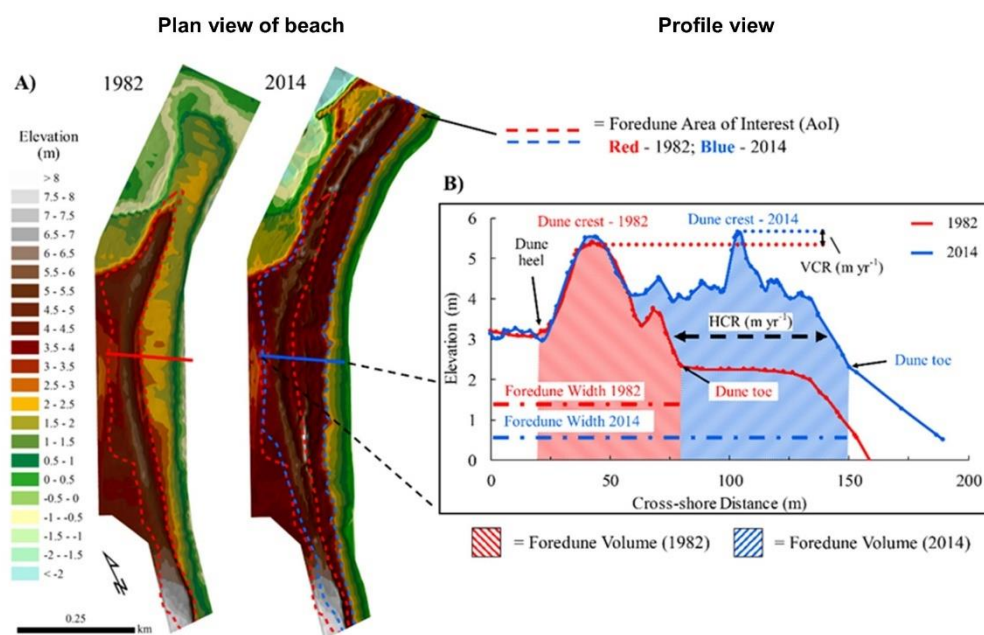 Plan view of beach
Profile view
A)
1982
2014
Elevation
(m)
> 8
7.5 - 8
7 - 7.5
6.5 - 7
6 - 6.5
5.5 - 6
5 - 5.5
4.5 - 5
4 - 4.5
3.5 - 4
3 - 3.5
2.5 - 3
2 - 2.5
1.5 - 2
1 - 1.5
0.5 - 1
0 - 0.5
-0.5 - 0
-1 - -0.5
-1.5 - -1
-2 - -1.5
< -2
N
0.25
km
= Foredune Area of Interest (AoI)
Red - 1982; Blue - 2014
B)
Elevation (m)
6
5
4
3
2
1
0
0
50
100
150
200
Cross-shore Distance (m)
Dune crest - 1982
Dune crest - 2014
1982
2014
Dune
heel
VCR (m yr⁻¹)
HCR (m yr⁻¹)
Dune toe
Dune toe
Foredune Width 1982
Foredune Width 2014
= Foredune Volume (1982)
= Foredune Volume (2014)